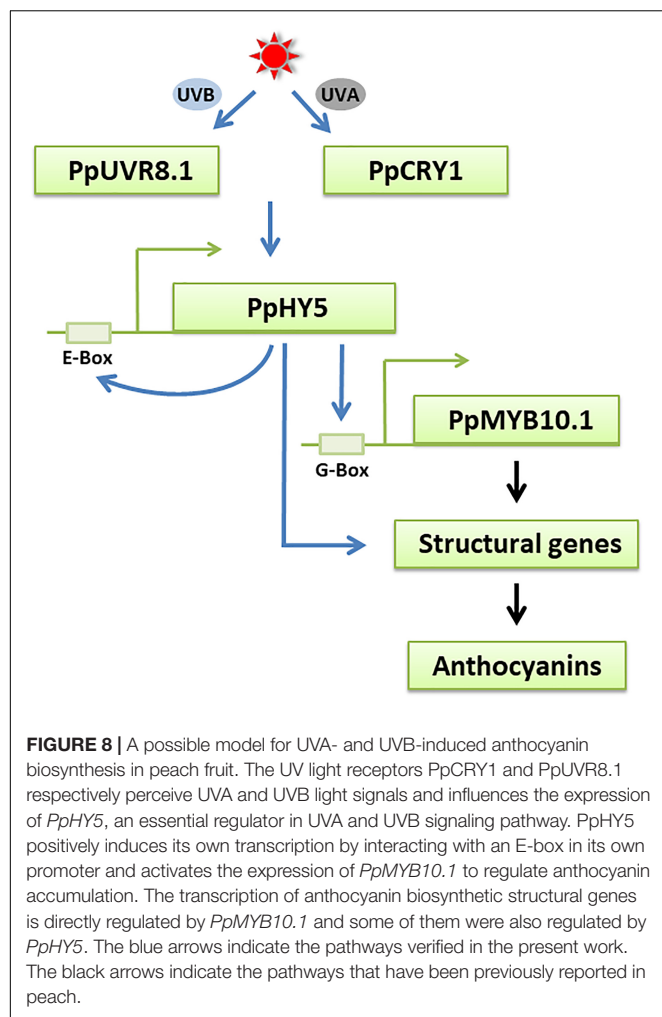 UVB
UVA
PpUVR8.1
PpCRY1
PpHY5
E-Box
PpMYB10.1
G-Box
Structural genes
Anthocyanins
FIGURE 8 | A possible model for UVA- and UVB-induced anthocyanin
biosynthesis in peach fruit. The UV light receptors PpCRY1 and PpUVR8.1
respectively perceive UVA and UVB light signals and influences the expression
of PpHY5, an essential regulator in UVA and UVB signaling pathway. PpHY5
positively induces its own transcription by interacting with an E-box in its own
promoter and activates the expression of PpMYB10.1 to regulate anthocyanin
accumulation. The transcription of anthocyanin biosynthetic structural genes
is directly regulated by PpMYB10.1 and some of them were also regulated by
PpHY5. The blue arrows indicate the pathways verified in the present work.
The black arrows indicate the pathways that have been previously reported in
peach.